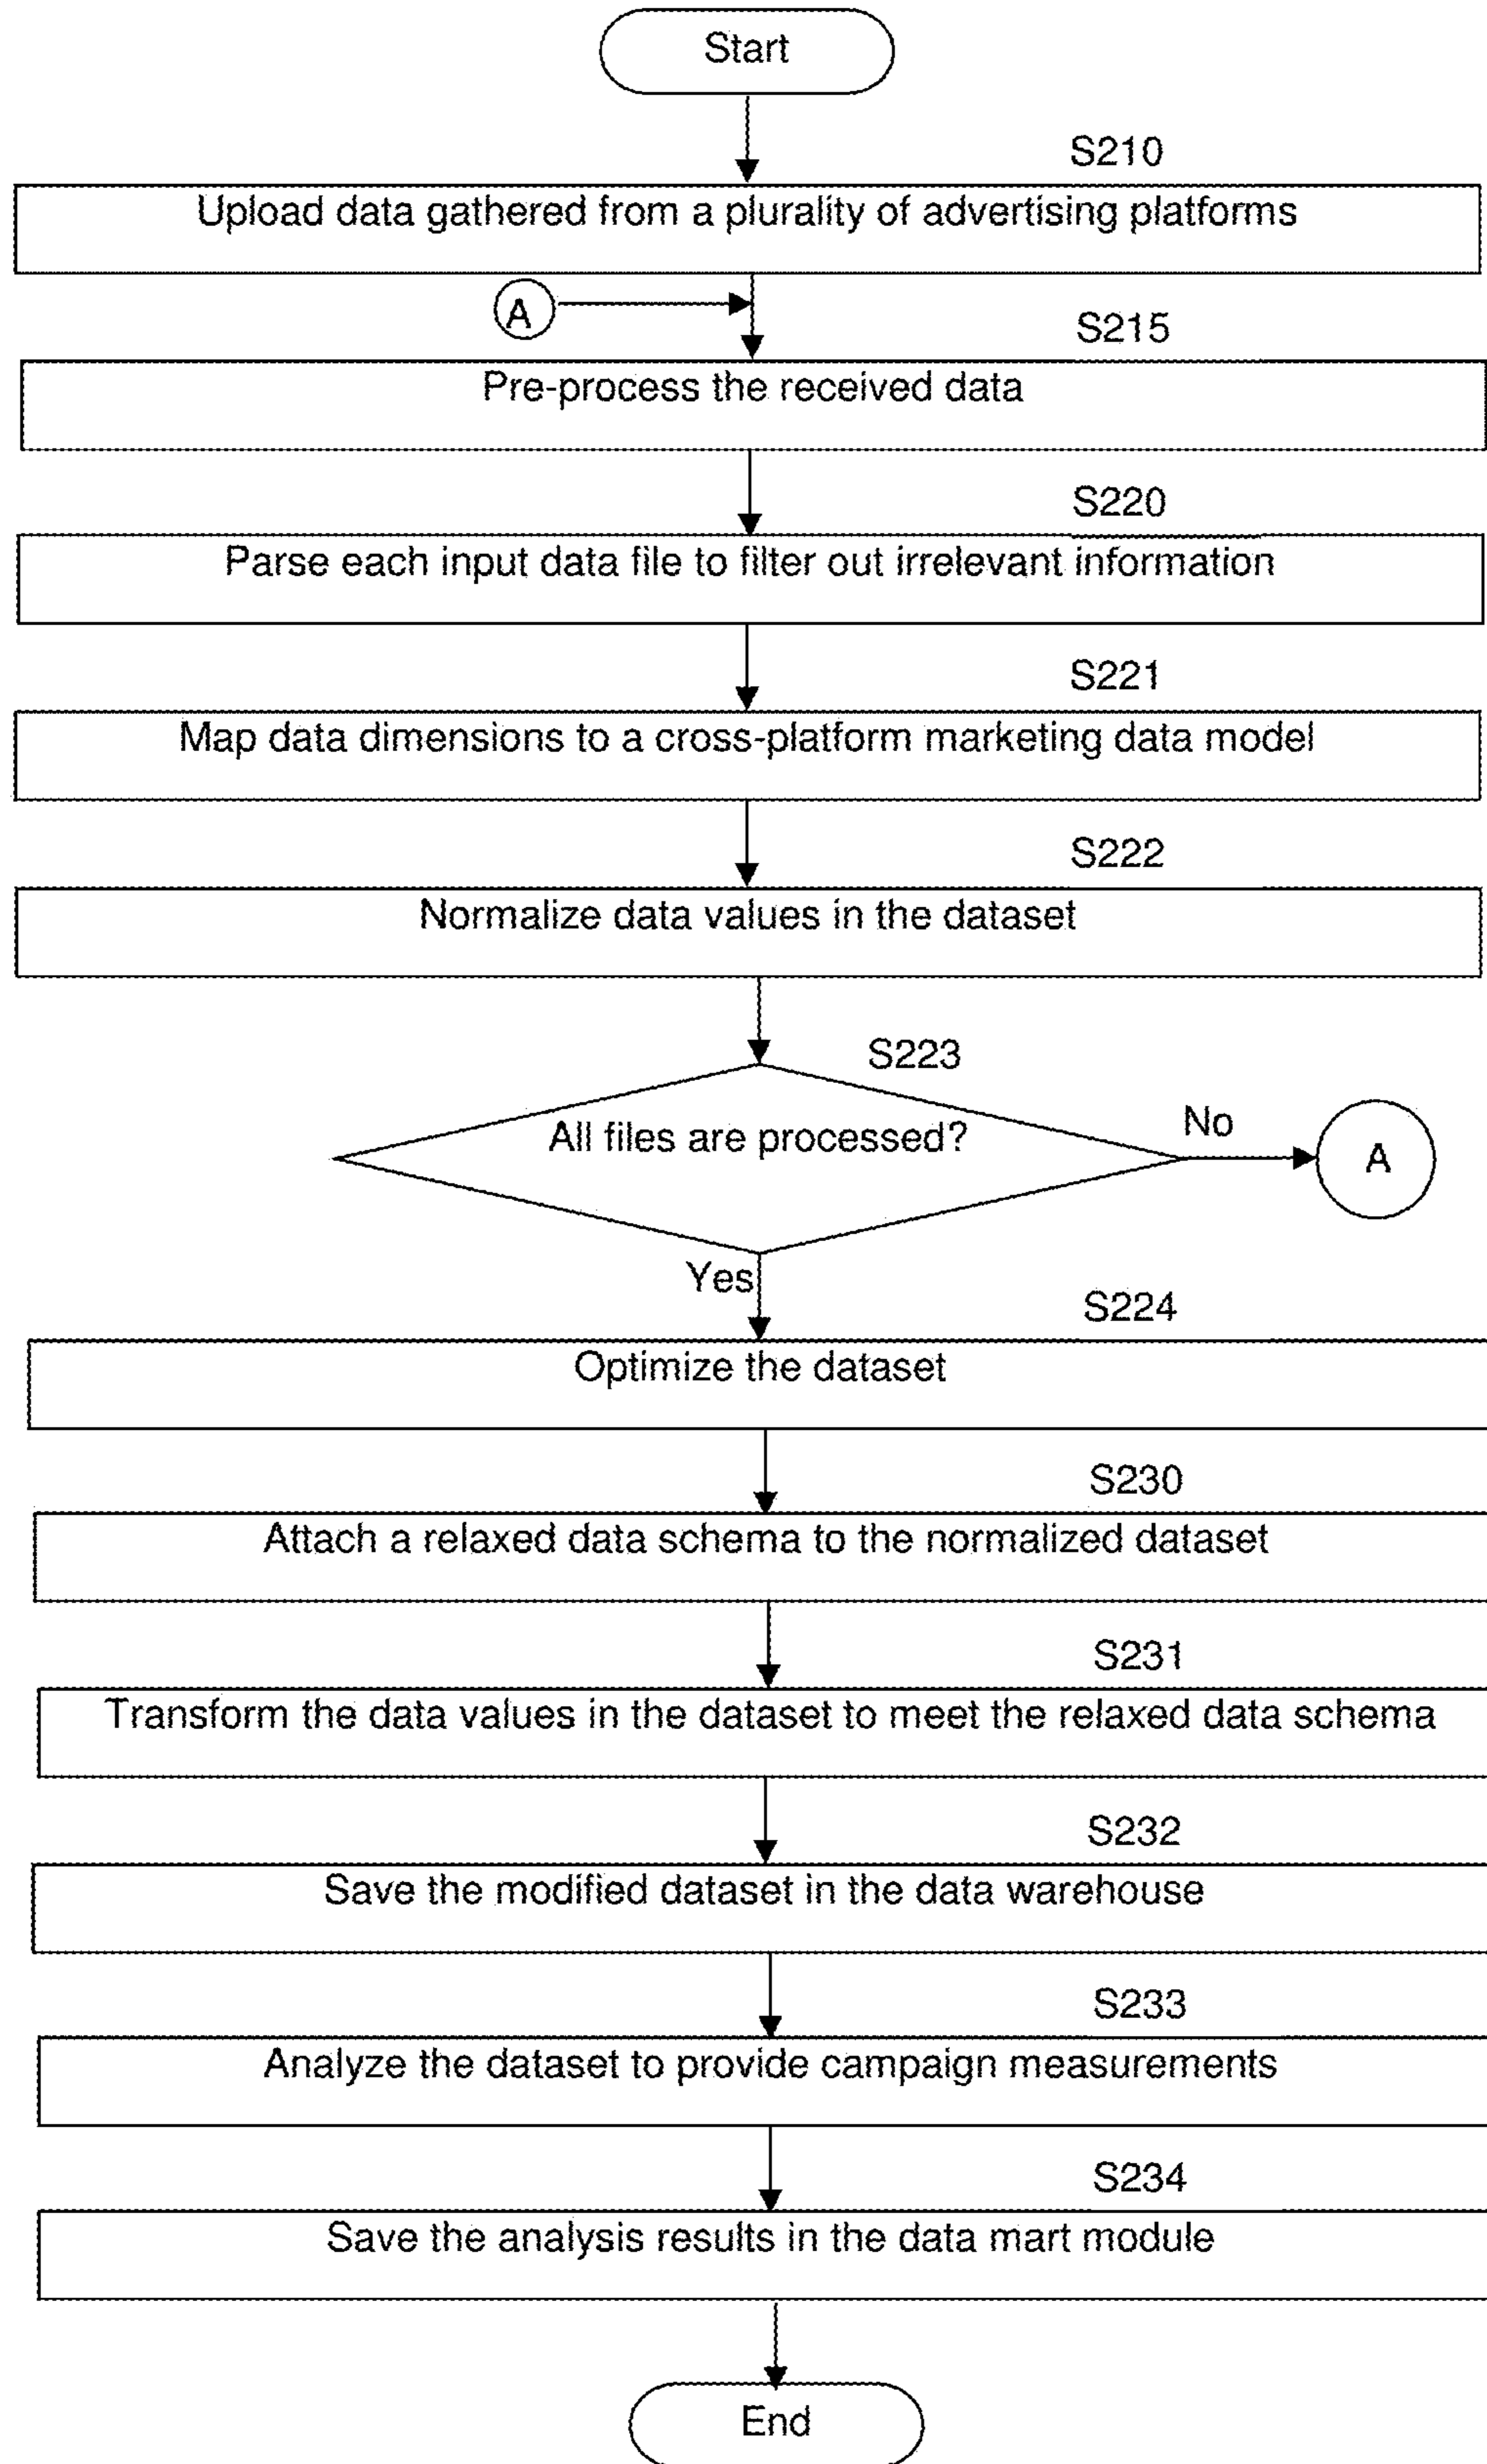 Start
S210
Upload data gathered from a plurality of advertising platforms
A
S215
Pre-process the received data
S220
Parse each input data file to filter out irrelevant information
S221
Map data dimensions to a cross-platform marketing data model
S222
Normalize data values in the dataset
S223
All files are processed?
No
A
Yes
S224
Optimize the dataset
S230
Attach a relaxed data schema to the normalized dataset
S231
Transform the data values in the dataset to meet the relaxed data schema
S232
Save the modified dataset in the data warehouse
S233
Analyze the dataset to provide campaign measurements
S234
Save the analysis results in the data mart module
End